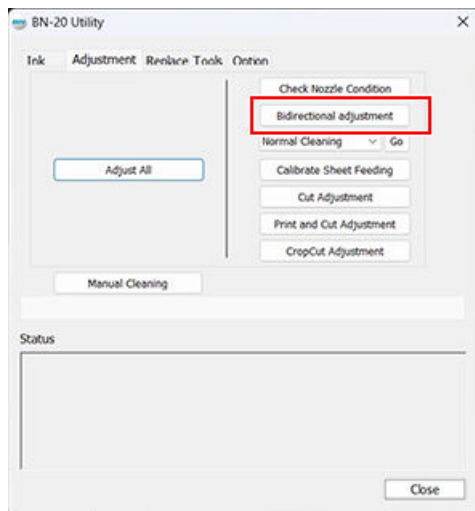 BN-20 Utility
Ink Adjustment Replace Tools Option
Check Nozzle Condition
Bidirectional adjustment
Normal Cleaning Go
Adjust All
Calibrate Sheet Feeding
Cut Adjustment
Print and Cut Adjustment
CropCut Adjustment
Manual Cleaning
Status
Close